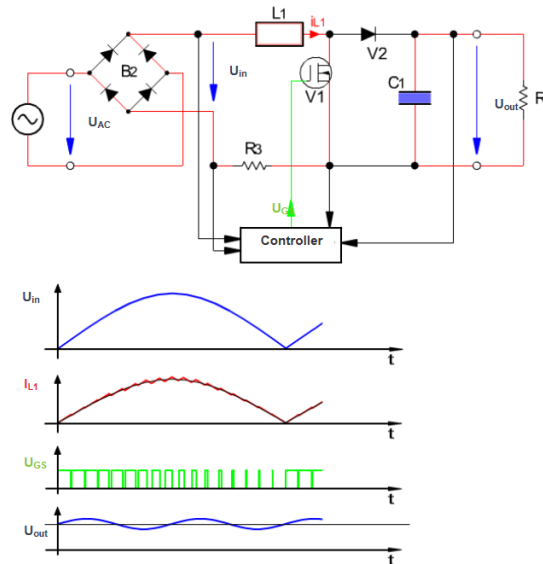 L1
iL1
B2
V2
Uin
V1
C1
UAC
Uout
R
R3
UG
Controller
Uin
t
IL1
t
UGS
t
Uout
t